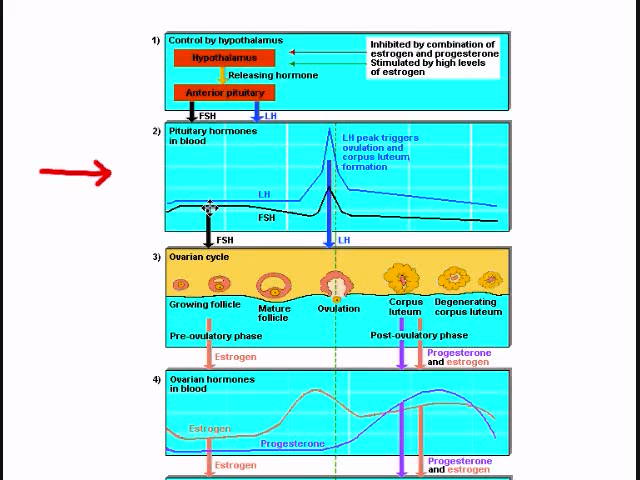 1) Control by hypothalamus
Hypothalamus
Inhibited by combination of
estrogen and progesterone
Stimulated by high levels
of estrogen
Releasing hormone
Anterior pituitary
FSH
LH
2) Pituitary hormones
in blood
LH peak triggers
ovulation and
corpus luteum
formation
LH
FSH
FSH
LH
3) Ovarian cycle
Growing follicle
Mature
follicle
Ovulation
Corpus
luteum
Degenerating
corpus luteum
Pre-ovulatory phase
Post-ovulatory phase
Estrogen
Progesterone
and estrogen
4) Ovarian hormones
in blood
Estrogen
Progesterone
Estrogen
Progesterone
and estrogen